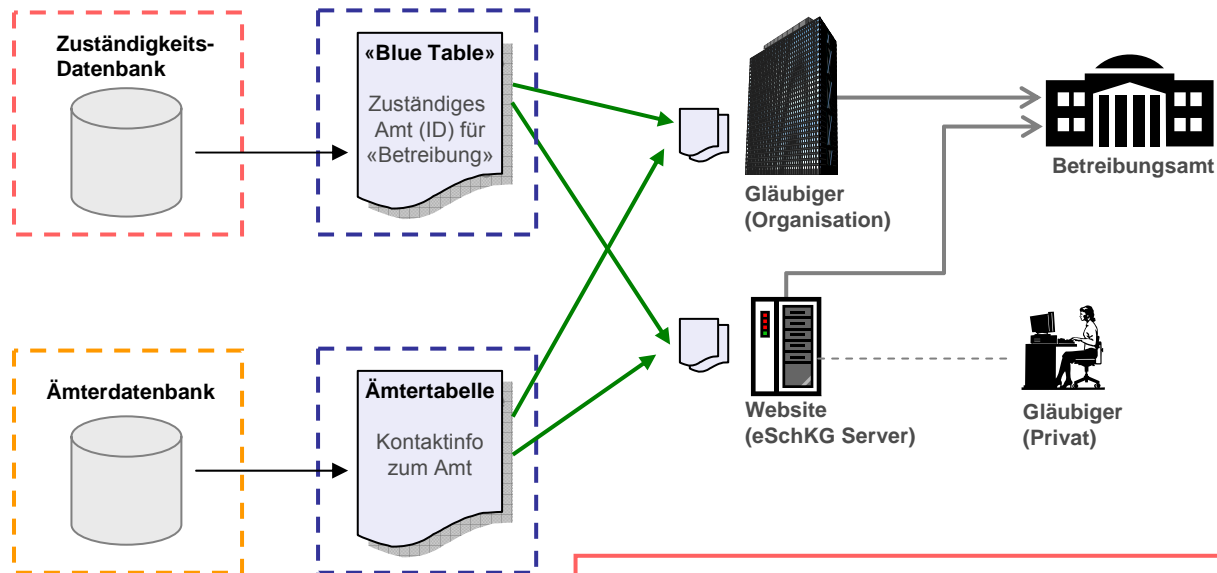 Zuständigkeits-
Datenbank
«Blue Table»
Zuständiges
Amt (ID) für
«Betreibung»
Gläubiger
(Organisation)
Betreibungsamt
Ämterdatenbank
Ämtertabelle
Kontaktinfo
zum Amt
Website
(eSchKG Server)
Gläubiger
(Privat)